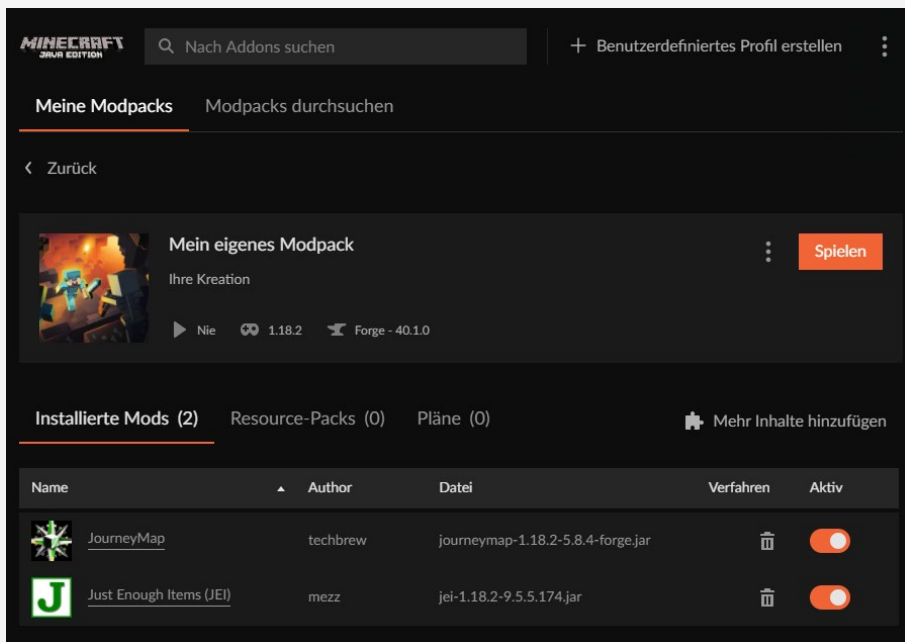 MINECRAFT
JAVA EDITION
Nach Addons suchen
Benutzerdefiniertes Profil erstellen
Meine Modpacks Modpacks durchsuchen
Zurück
Mein eigenes Modpack
Spielen
Ihre Kreation
Nie 1.18.2 Forge - 40.1.0
Installierte Mods (2) Resource-Packs (0) Pläne (0) Mehr Inhalte hinzufügen
Name Author Datei Verfahren Aktiv
JourneyMap techbrew journeymap-1.18.2-5.8.4-forge.jar
J Just Enough Items (JEI) mezz jei-1.18.2-9.5.5.174.jar